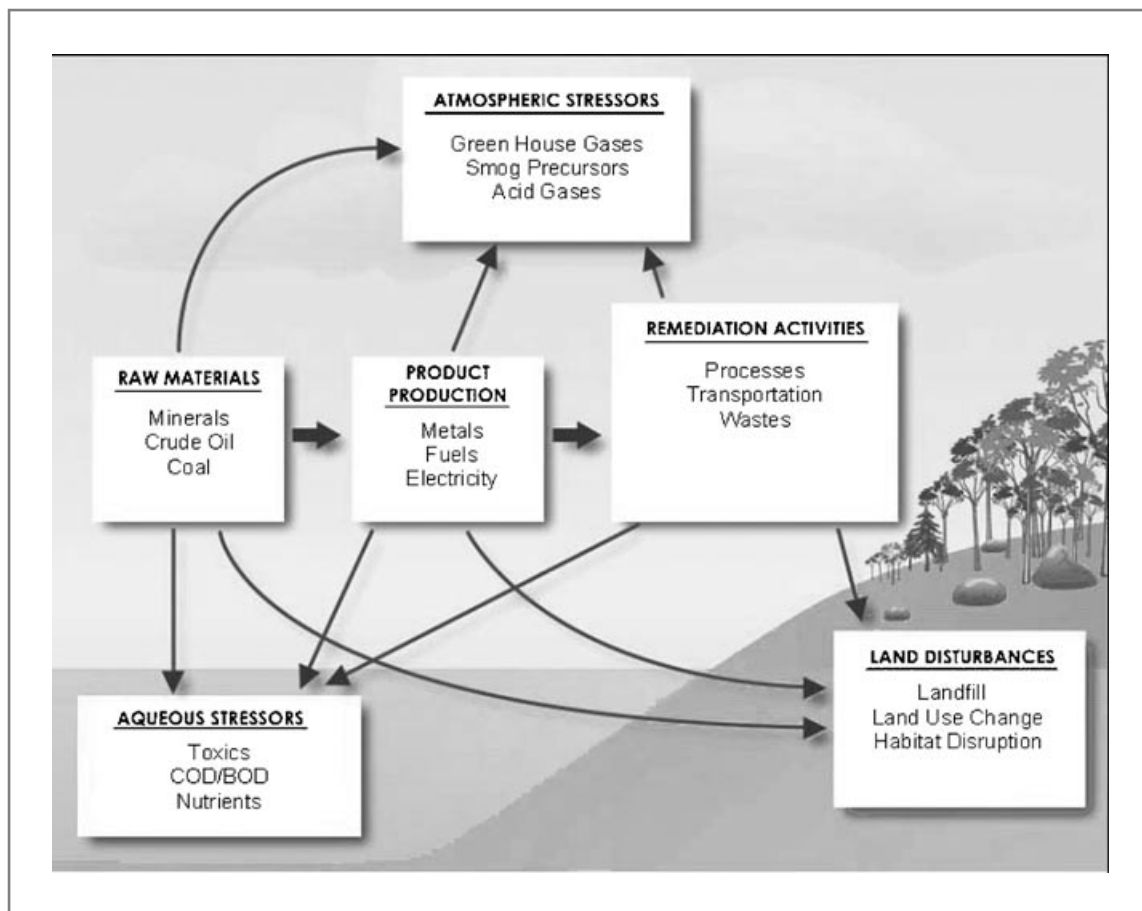 ATMOSPHERIC STRESSORS
Green House Gases
Smog Precursors
Acid Gases
RAW MATERIALS
Minerals
Crude Oil
Coal
PRODUCT
PRODUCTION
Metals
Fuels
Electricity
REMEDIATION ACTIVITIES
Processes
Transportation
Wastes
AQUEOUS STRESSORS
Toxics
COD/BOD
Nutrients
LAND DISTURBANCES
Landfill
Land Use Change
Habitat Disruption